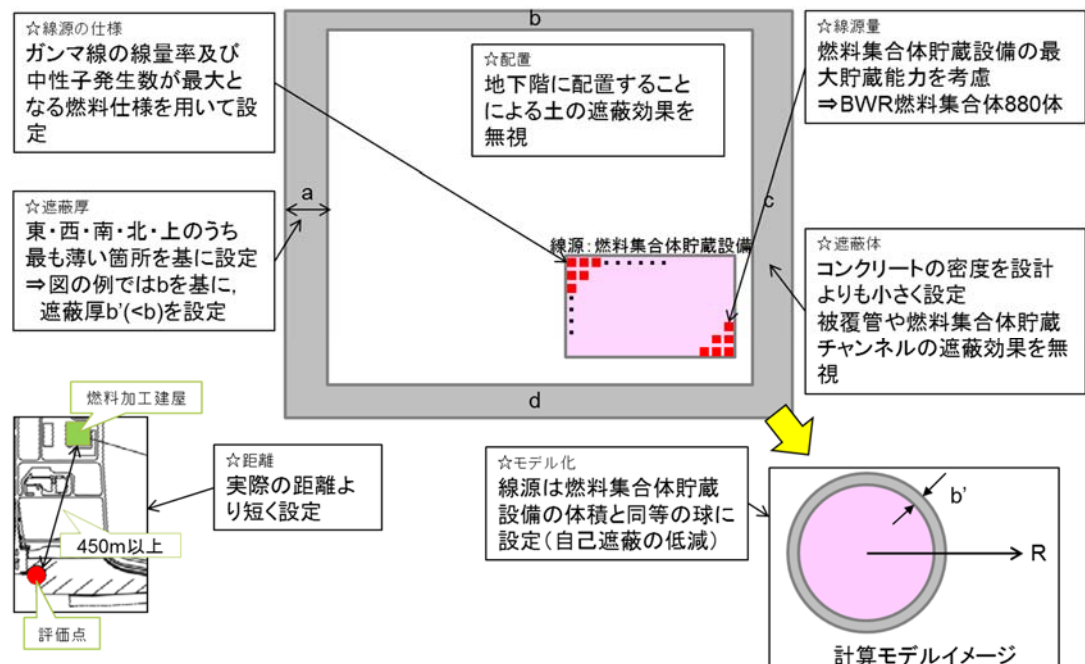 ☆線源の仕様
ガンマ線の線量率及び
中性子発生数が最大と
なる燃料仕様を用いて設
定
b
☆配置
地下階に配置すること
による土の遮蔽効果を
無視
☆線源量
燃料集合体貯蔵設備の最
大貯蔵能力を考慮
⇒BWR燃料集合体880体
☆遮蔽厚
東・西・南・北・上のうち
最も薄い箇所を基に設定
⇒図の例ではbを基に,
遮蔽厚b’(<b)を設定
a
c
線源:燃料集合体貯蔵設備
☆遮蔽体
コンクリートの密度を設計
よりも小さく設定
被覆管や燃料集合体貯蔵
チャンネルの遮蔽効果を無
視
d
燃料加工建屋
450m以上
評価点
☆距離
実際の距離よ
り短く設定
☆モデル化
線源は燃料集合体貯蔵
設備の体積と同等の球に
設定(自己遮蔽の低減)
b’
R
計算モデルイメージ